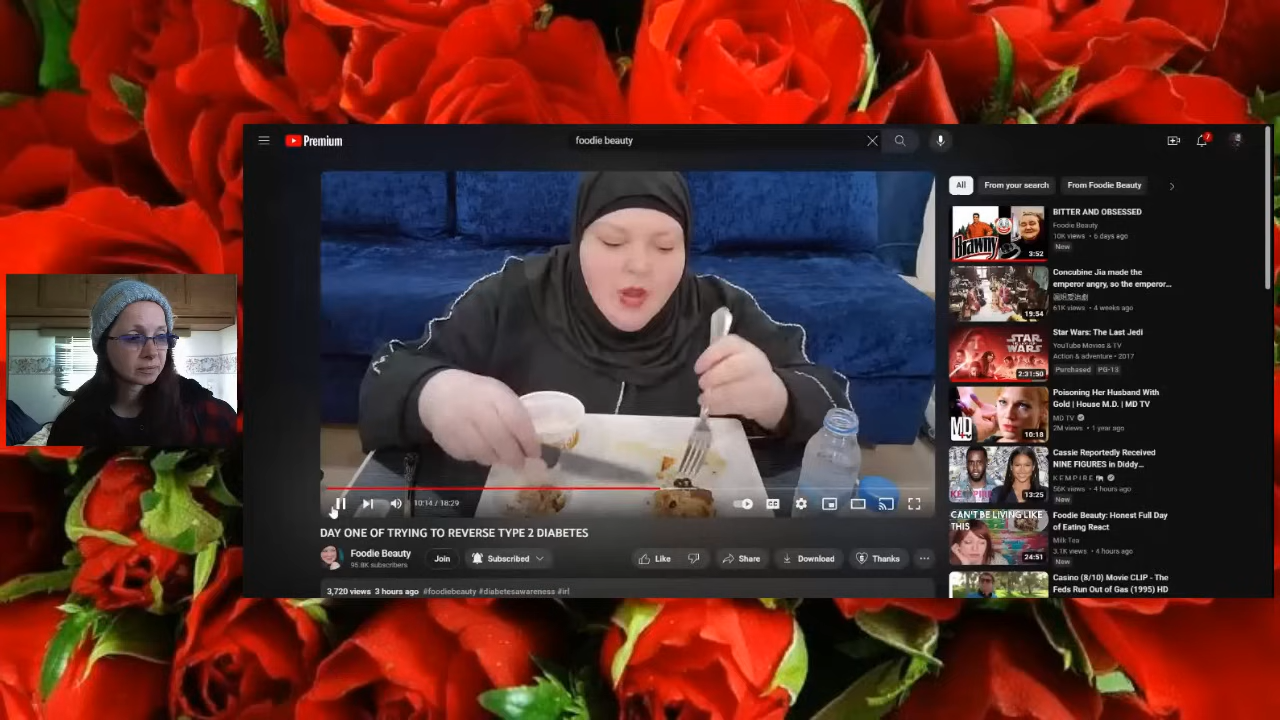 Premium
foodie beauty
7
All
From your search
From Foodie Beauty
BITTER AND OBSESSED
Foodie Beauty
10K views • 6 days ago
New
Brawny
3:52
Concubine Jia made the
emperor angry, so the emperor...
61K views • 4 weeks ago
19:54
Star Wars: The Last Jedi
YouTube Movies & TV
Action & adventure • 2017
Purchased PG-13
STAR WARS
2:31:50
Poisoning Her Husband With
Gold | House M.D. | MD TV
MD TV
2M views • 1 year ago
MD
10:18
Cassie Reportedly Received
NINE FIGURES in Diddy...
KEMPIRE
56K views • 4 hours ago
New
13:25
CAN'T BE LIVING LIKE
THIS
Foodie Beauty: Honest Full Day
of Eating React
Milk Tea
3.1K views • 4 hours ago
New
24:51
Casino (8/10) Movie CLIP - The
Feds Run Out of Gas (1995) HD
10:14 / 18:29
CC
DAY ONE OF TRYING TO REVERSE TYPE 2 DIABETES
Foodie Beauty
95.8K subscribers
Join
Subscribed
Like
Share
Download
Thanks
3,720 views 3 hours ago #foodiebeauty #diabetesawareness #irl